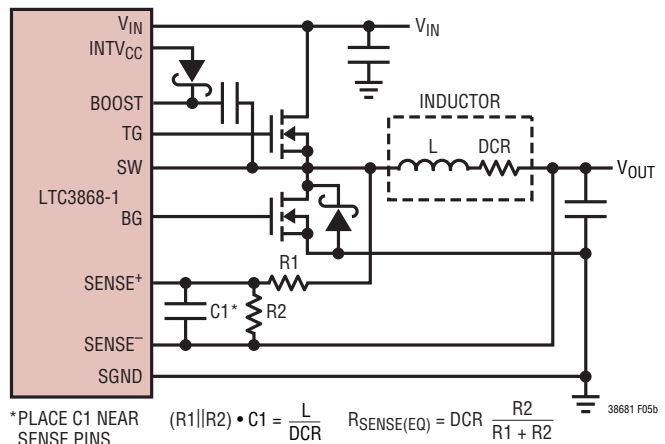 V_IN
V_IN
INTV_CC
BOOST
INDUCTOR
TG
L
DCR
SW
V_OUT
LTC3868-1
BG
R1
SENSE⁺
C1*
R2
SENSE⁻
SGND
*PLACE C1 NEAR
SENSE PINS
(R1||R2) • C1 = L/DCR
R_SENSE(EQ) = DCR R2/(R1 + R2)
38681 F05b